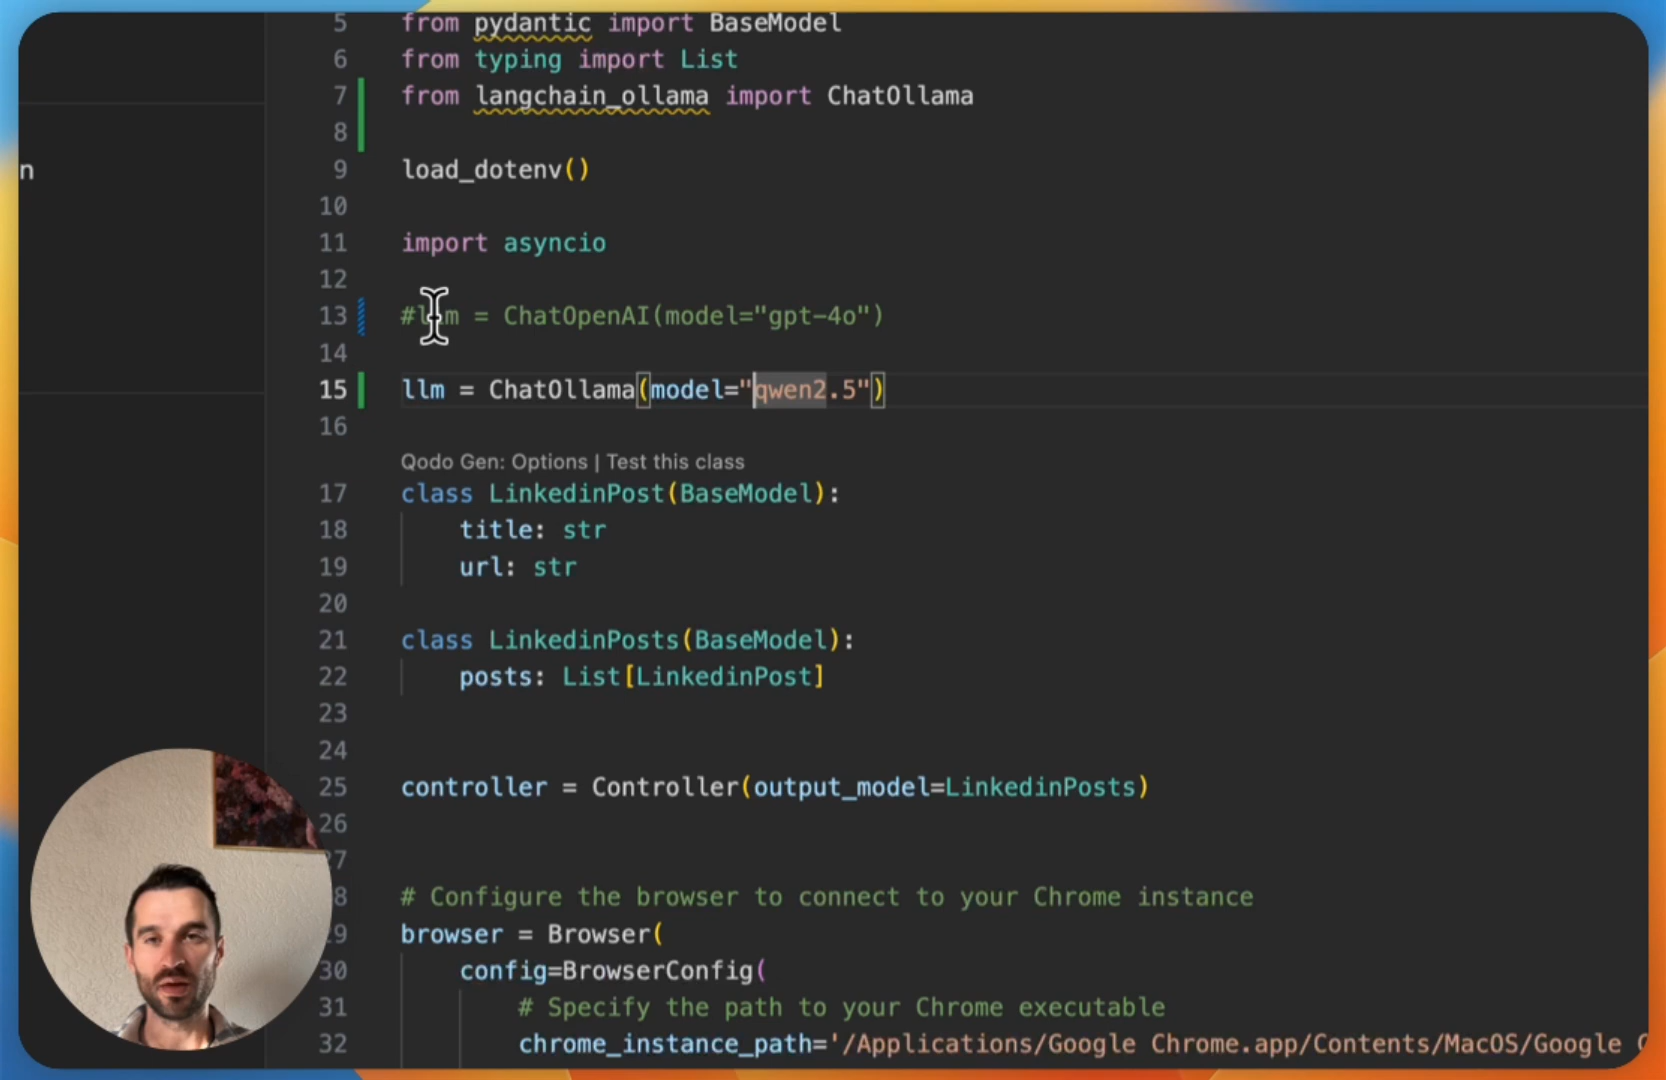 5 from pydantic import BaseModel
6 from typing import List
7 from langchain_ollama import ChatOllama
8
n
9 load_dotenv()
10
11 import asyncio
12
13 #llm = ChatOpenAI(model="gpt-4o")
14
15 llm = ChatOllama(model="qwen2.5")
16
Qodo Gen: Options | Test this class
17 class LinkedinPost(BaseModel):
18 title: str
19 url: str
20
21 class LinkedinPosts(BaseModel):
22 posts: List[LinkedinPost]
23
24
25 controller = Controller(output_model=LinkedinPosts)
26
27
8 # Configure the browser to connect to your Chrome instance
29 browser = Browser(
30 config=BrowserConfig(
31 # Specify the path to your Chrome executable
32 chrome_instance_path='/Applications/Google Chrome.app/Contents/MacOS/Google